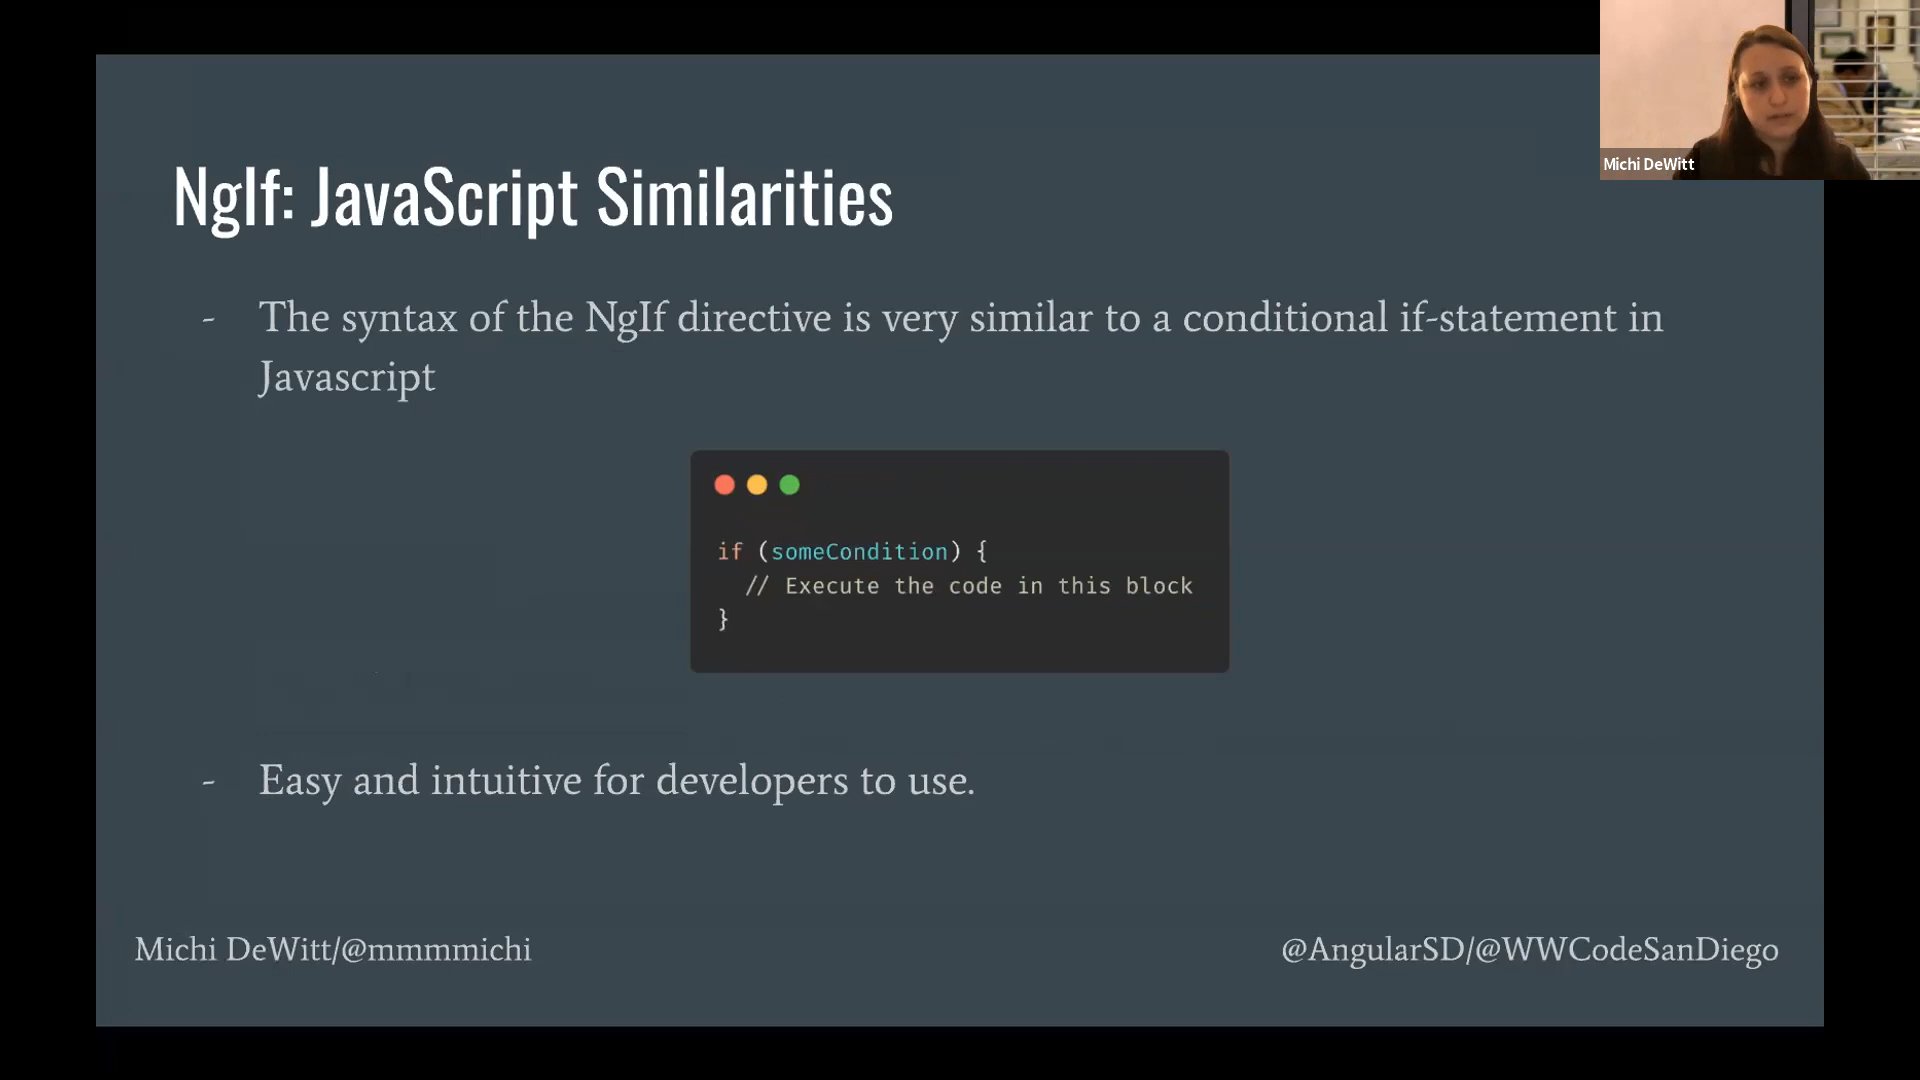 Michi DeWitt
NgIf: JavaScript Similarities
- The syntax of the NgIf directive is very similar to a conditional if-statement in
Javascript
if (someCondition) {
// Execute the code in this block
}
- Easy and intuitive for developers to use.
Michi DeWitt/@mmmmichi
@AngularSD/@WWCodeSanDiego